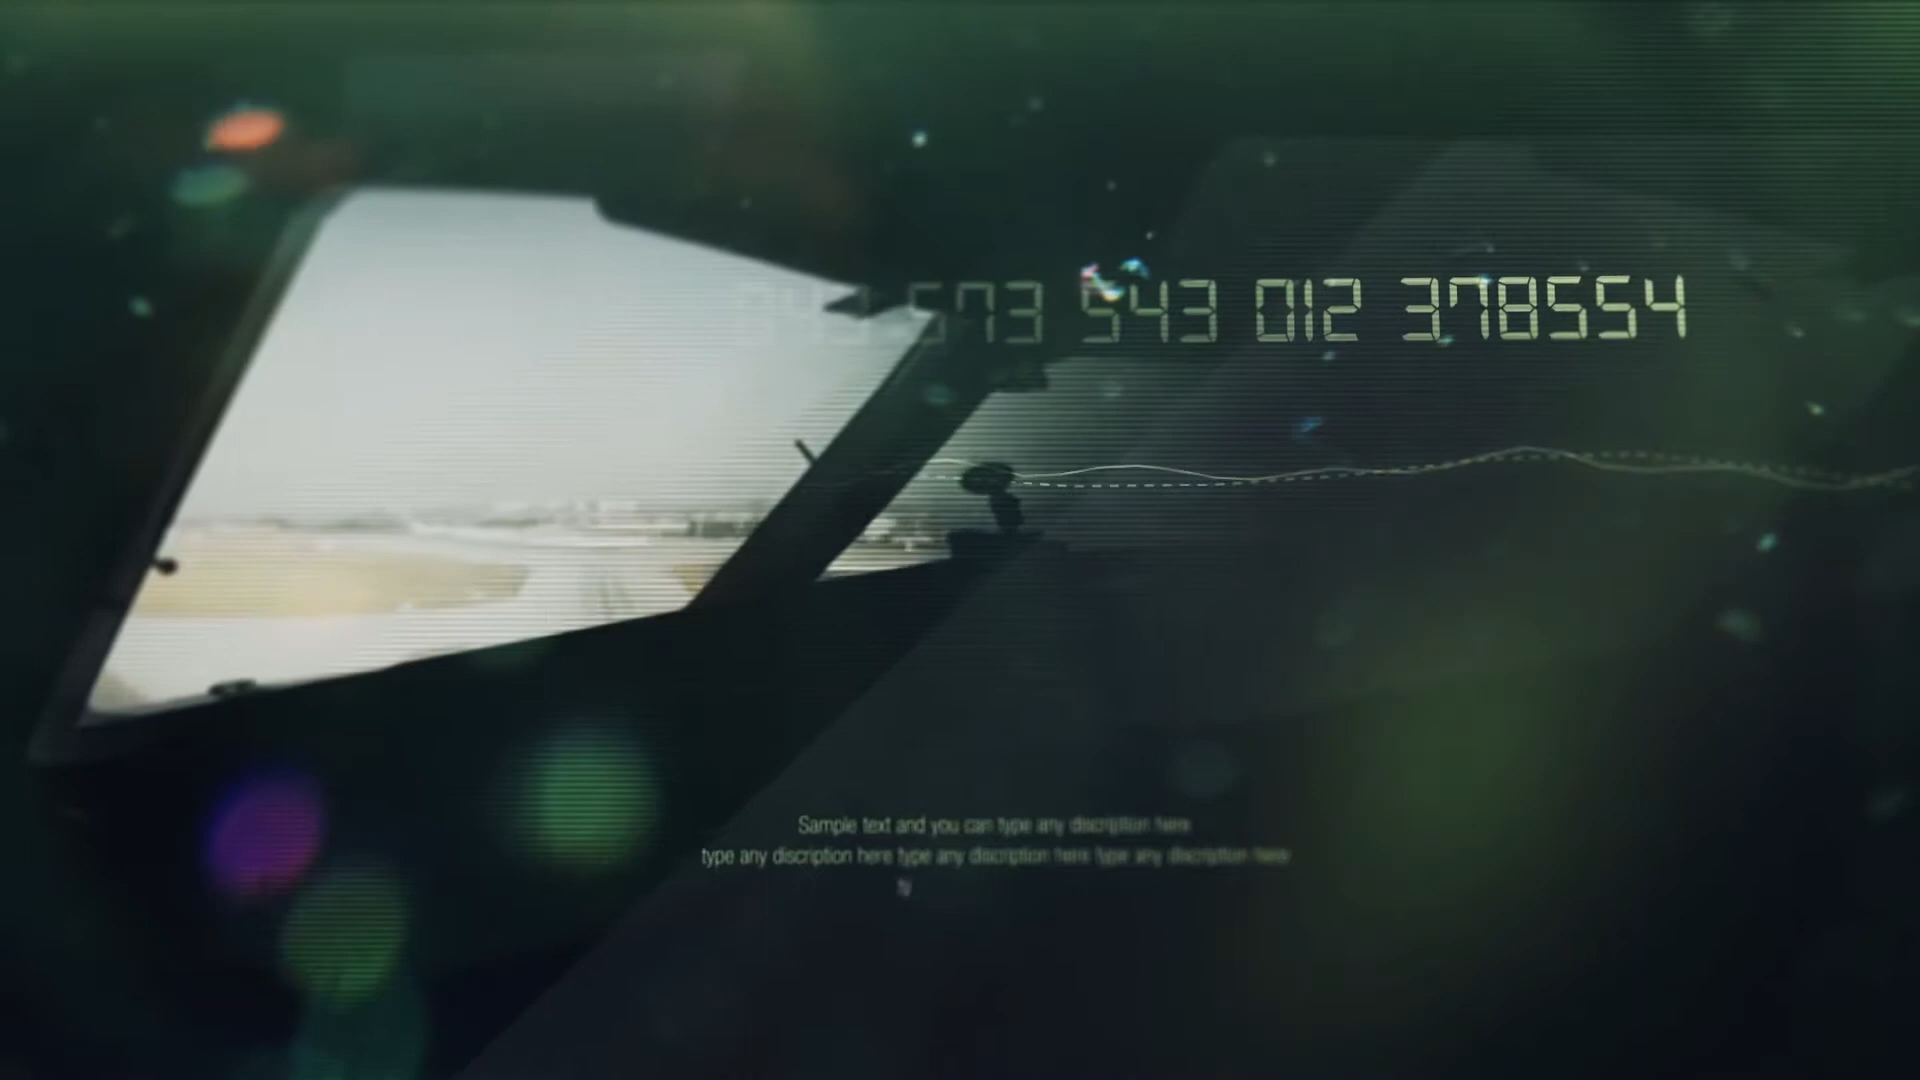 573 543 012 378554
Sample text and you can type any discription here
type any discription here type any discription here type any discription here
ty